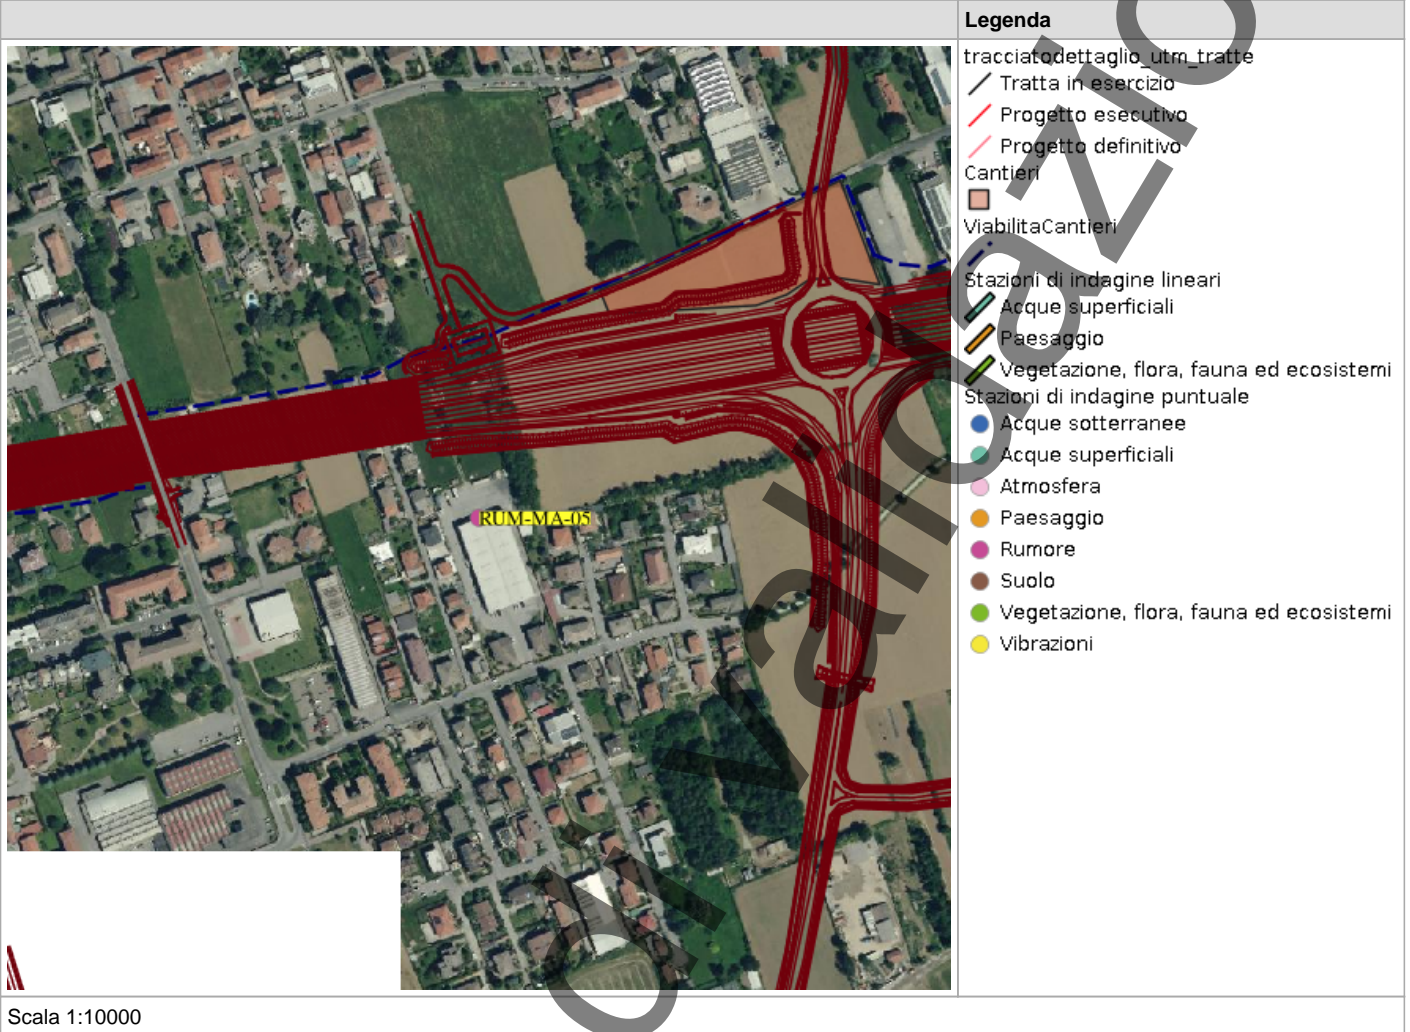 Legenda
tracciatodettaglio_utm_tratte
Tratta in esercizio
Progetto esecutivo
Progetto definitivo
Cantieri
ViabilitaCantieri
Stazioni di indagine lineari
Acque superficiali
Paesaggio
Vegetazione, flora, fauna ed ecosistemi
Stazioni di indagine puntuale
Acque sotterranee
Acque superficiali
Atmosfera
Paesaggio
Rumore
Suolo
Vegetazione, flora, fauna ed ecosistemi
Vibrazioni
RUM-MA-05
di validazio
Scala 1:10000